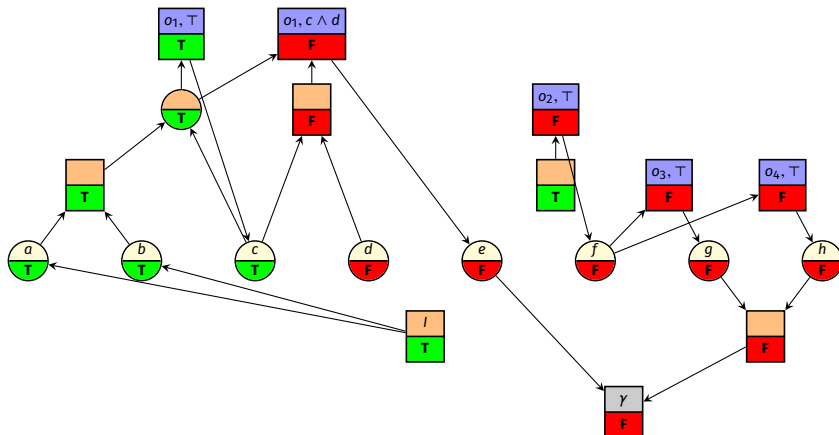 o₁, ⊤
T
o₁, c ∧ d
F
T
F
o₂, ⊤
F
T
T
o₃, ⊤
F
o₄, ⊤
F
a
T
b
T
c
T
d
F
e
F
f
F
g
F
h
F
I
T
F
γ
F